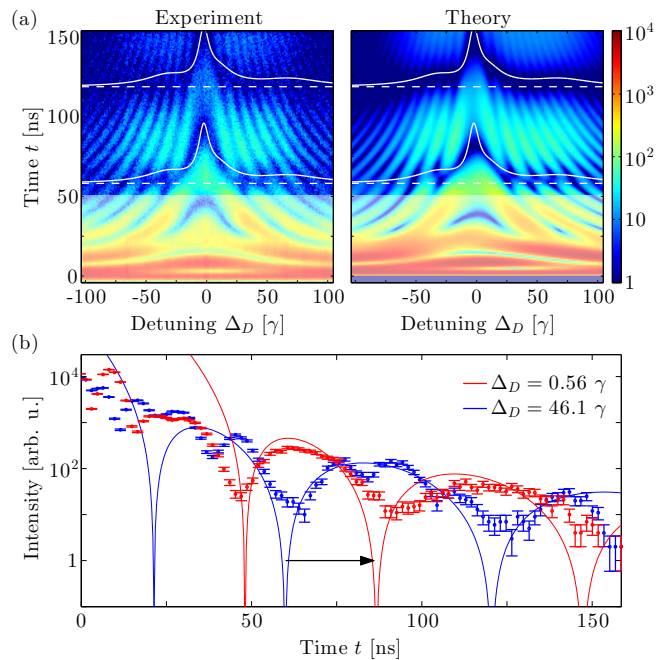 (a)
Experiment
Theory
150
100
50
0
Time t [ns]
-100 -50 0 50 100
-50 0 50 100
Detuning Δ_D [γ]
Detuning Δ_D [γ]
10^4
10^3
10^2
10
1
(b)
Δ_D = 0.56 γ
Δ_D = 46.1 γ
10^4
10^2
1
Intensity [arb. u.]
0 50 100 150
Time t [ns]